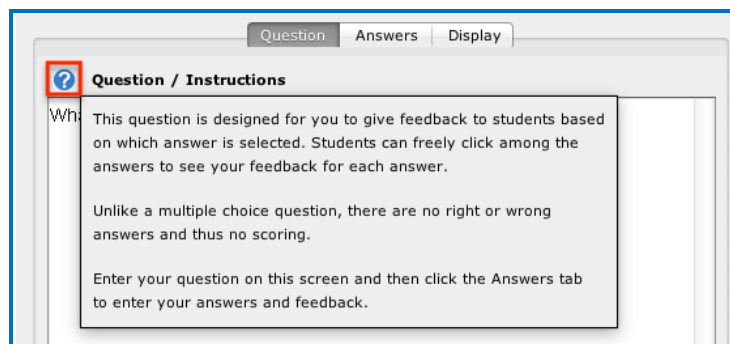 Question Answers Display
Question / Instructions
This question is designed for you to give feedback to students based
on which answer is selected. Students can freely click among the
answers to see your feedback for each answer.
Unlike a multiple choice question, there are no right or wrong
answers and thus no scoring.
Enter your question on this screen and then click the Answers tab
to enter your answers and feedback.